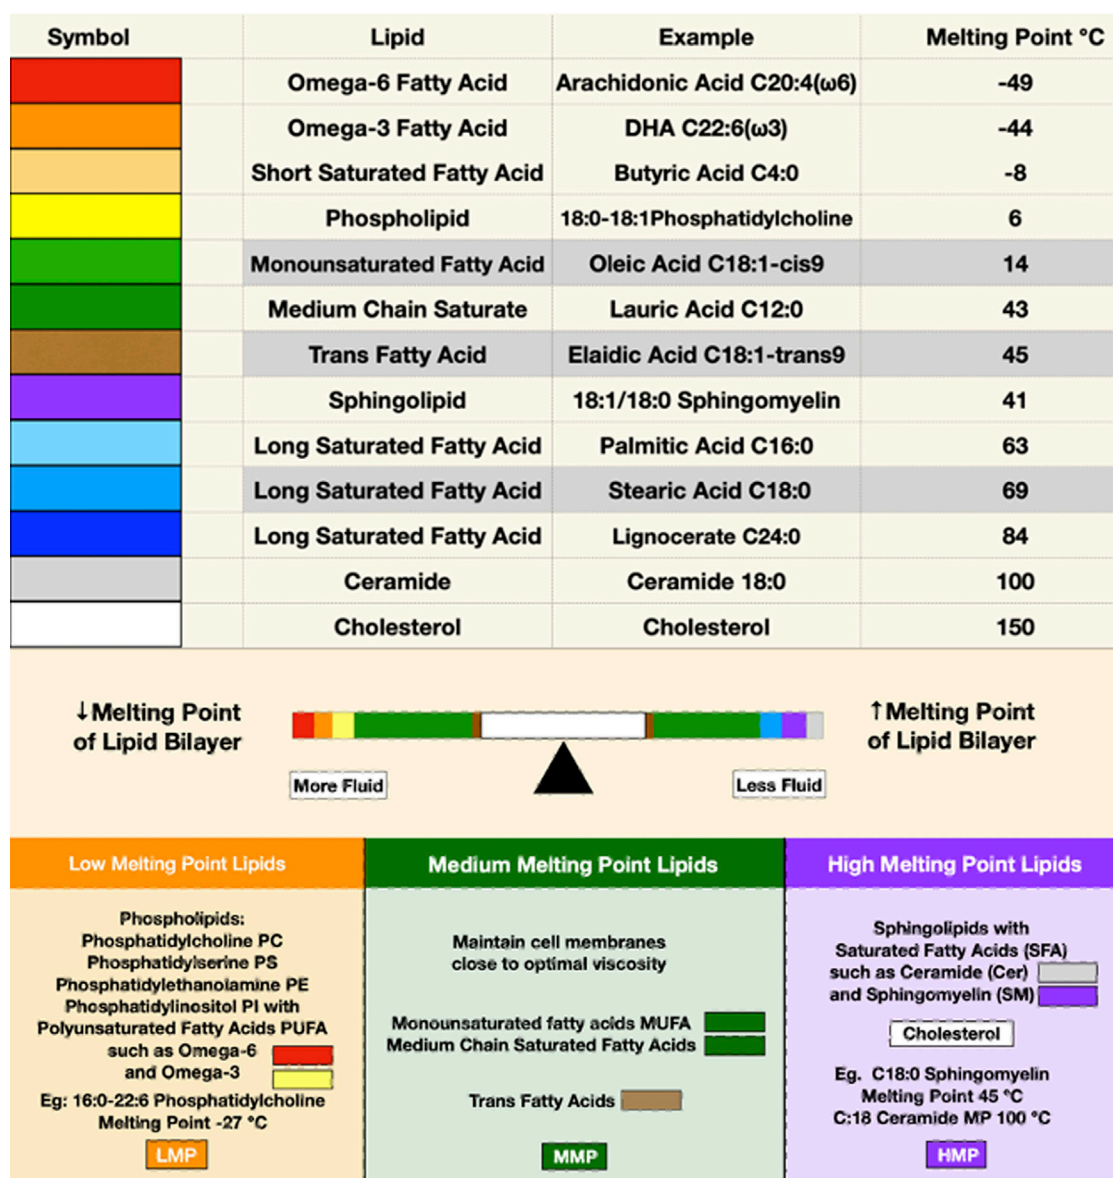 Symbol Lipid Example Melting Point °C
Omega-6 Fatty Acid Arachidonic Acid C20:4(ω6) -49
Omega-3 Fatty Acid DHA C22:6(ω3) -44
Short Saturated Fatty Acid Butyric Acid C4:0 -8
Phospholipid 18:0-18:1Phosphatidylcholine 6
Monounsaturated Fatty Acid Oleic Acid C18:1-cis9 14
Medium Chain Saturate Lauric Acid C12:0 43
Trans Fatty Acid Elaidic Acid C18:1-trans9 45
Sphingolipid 18:1/18:0 Sphingomyelin 41
Long Saturated Fatty Acid Palmitic Acid C16:0 63
Long Saturated Fatty Acid Stearic Acid C18:0 69
Long Saturated Fatty Acid Lignocerate C24:0 84
Ceramide Ceramide 18:0 100
Cholesterol Cholesterol 150
↓Melting Point
of Lipid Bilayer
More Fluid
Less Fluid
↑Melting Point
of Lipid Bilayer
Low Melting Point Lipids
Phospholipids:
Phosphatidylcholine PC
Phosphatidylserine PS
Phosphatidylethanolamine PE
Phosphatidylinositol PI with
Polyunsaturated Fatty Acids PUFA
such as Omega-6
and Omega-3
Eg: 16:0-22:6 Phosphatidylcholine
Melting Point -27 °C
LMP
Medium Melting Point Lipids
Maintain cell membranes
close to optimal viscosity
Monounsaturated fatty acids MUFA
Medium Chain Saturated Fatty Acids
Trans Fatty Acids
MMP
High Melting Point Lipids
Sphingolipids with
Saturated Fatty Acids (SFA)
such as Ceramide (Cer)
and Sphingomyelin (SM)
Cholesterol
Eg. C18:0 Sphingomyelin
Melting Point 45 °C
C:18 Ceramide MP 100 °C
HMP